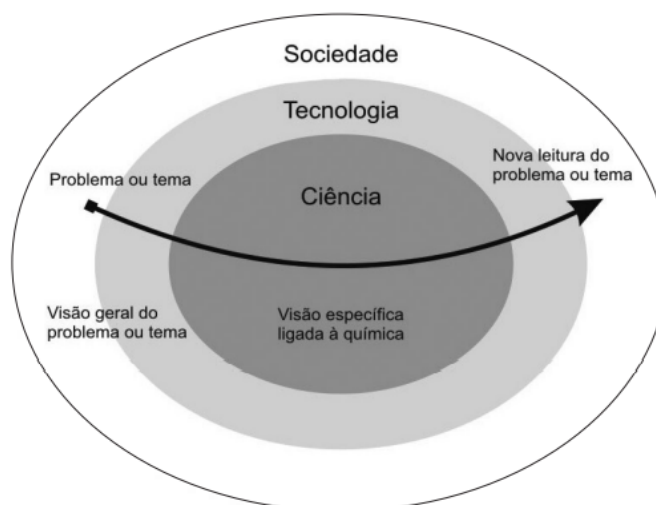 Sociedade
Tecnologia
Nova leitura do
problema ou tema
Problema ou tema
Ciência
Visão geral do
problema ou tema
Visão específica
ligada à química